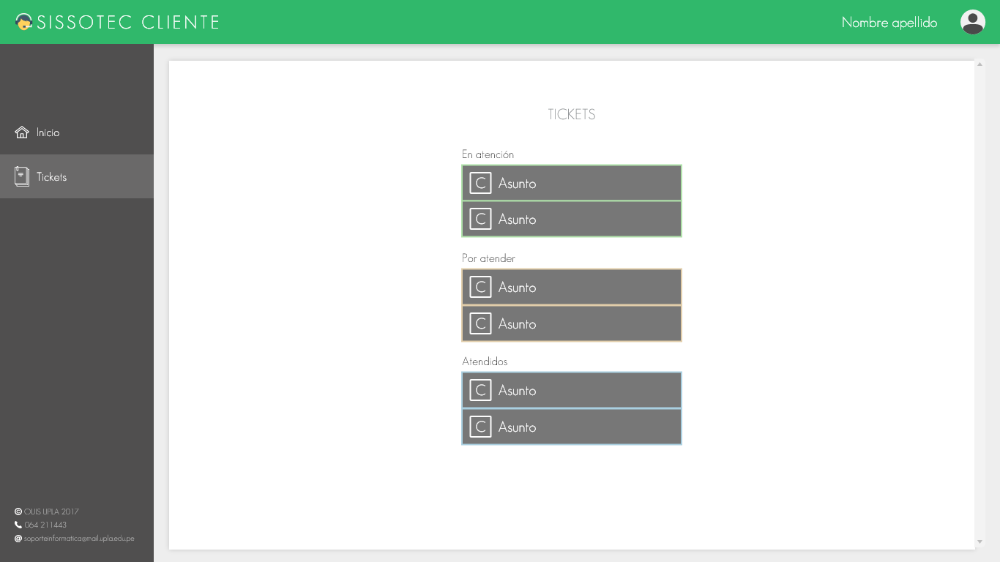 SISSOTEC CLIENTE
Nombre apellido
Inicio
Tickets
TICKETS
En atención
C Asunto
C Asunto
Por atender
C Asunto
C Asunto
Atendidos
C Asunto
C Asunto
© OUIS UPLA 2017
064 211443
@ soporteinformatica@mail.upla.edu.pe